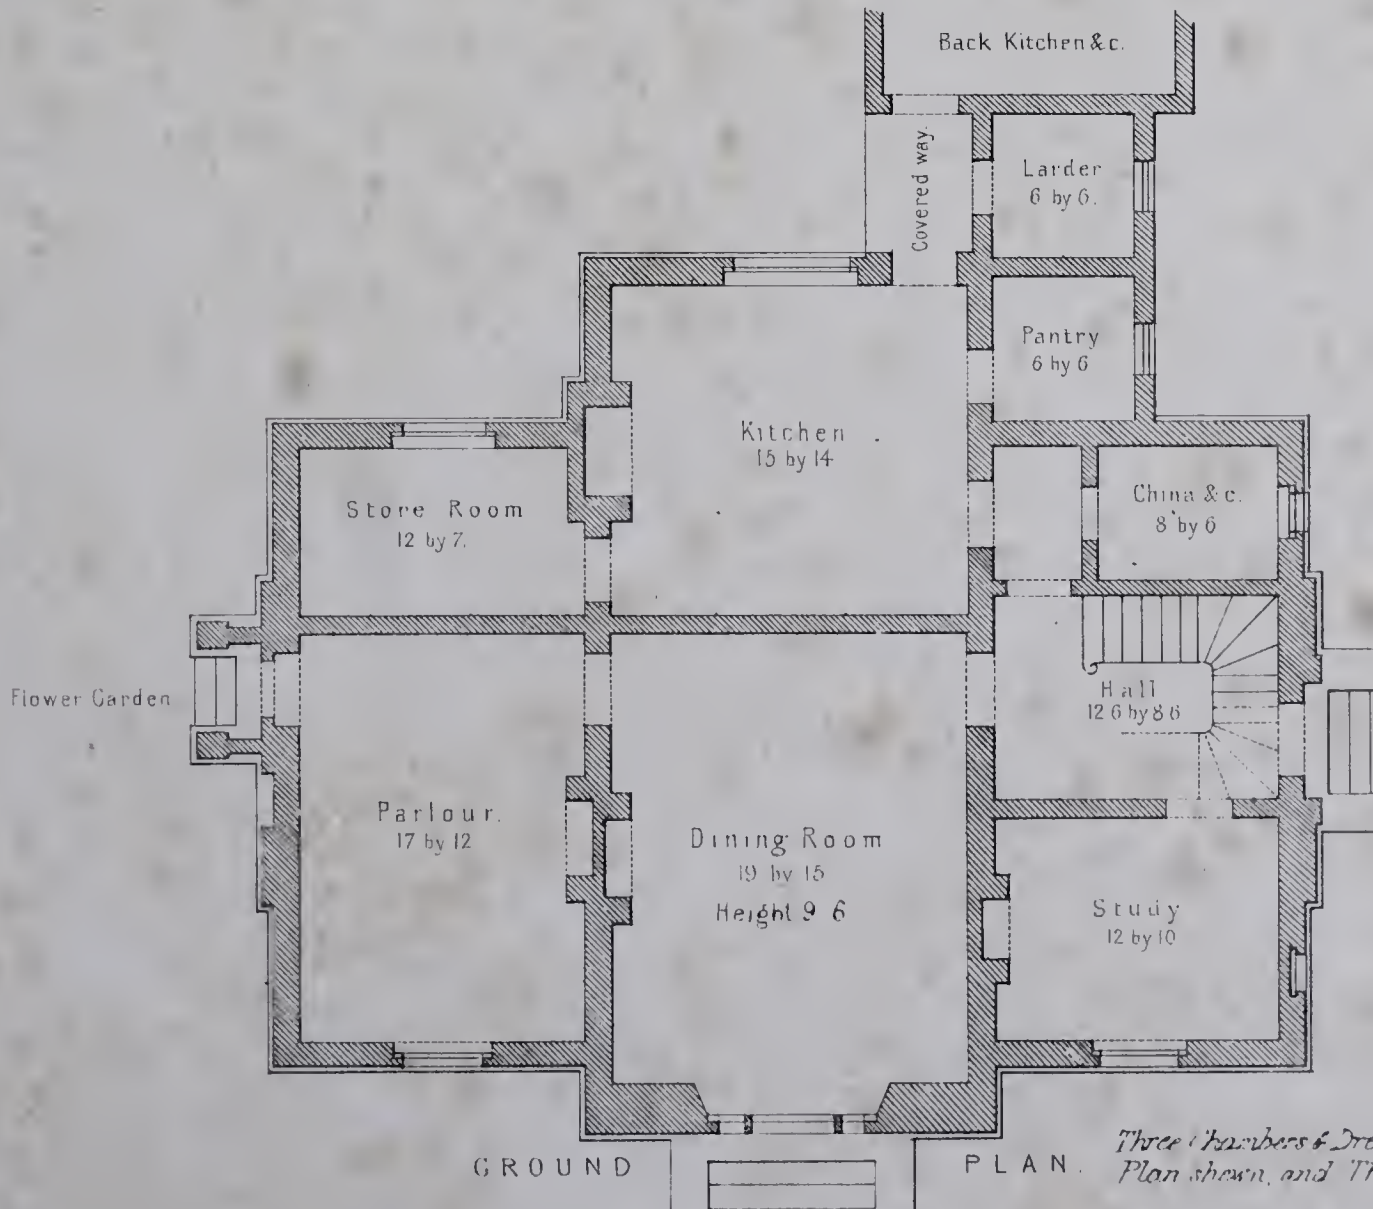 Back Kitchen & c.
Covered way.
Larder
6 by 6.
Pantry
6 by 6
Kitchen
15 by 14
China & c.
8 by 6
Store Room
12 by 7.
Flower Garden
Hall
12 6 by 8 6
Parlour.
17 by 12
Dining Room
19 by 15
Height 9 6
Study
12 by 10
GROUND PLAN.
Three Chambers &
Plan shewn, and